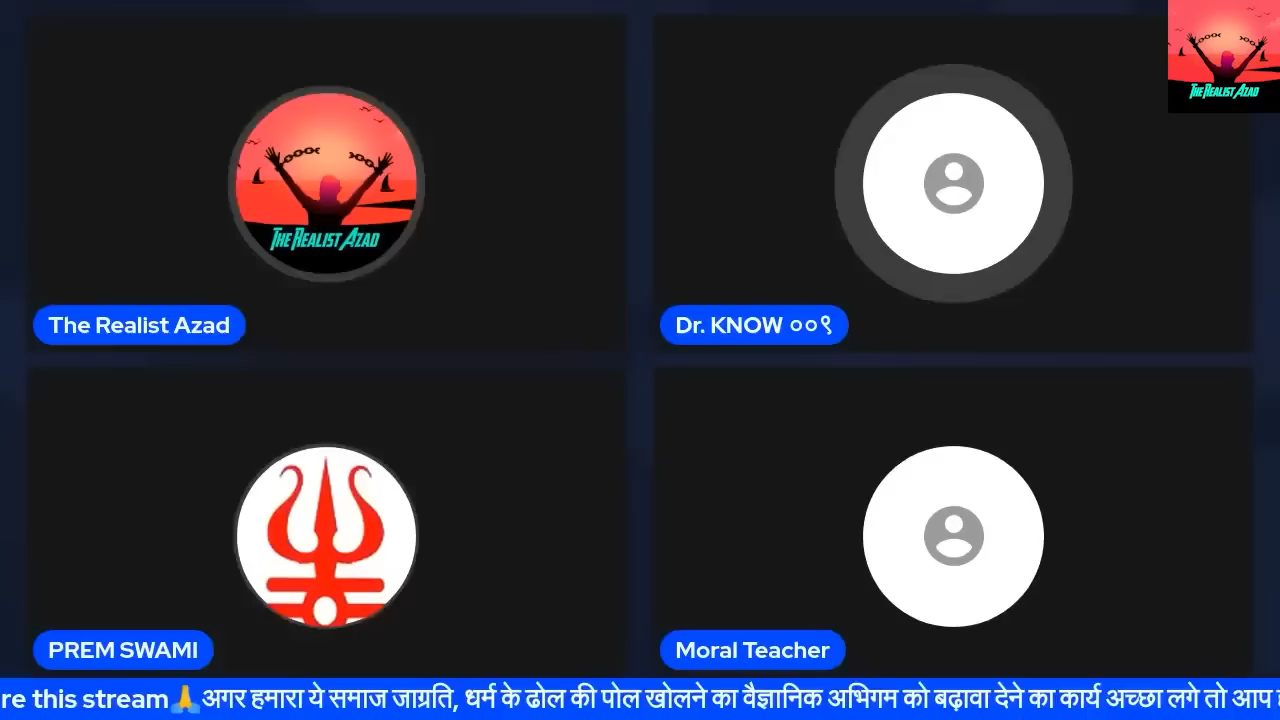 The Realist Azad
The Realist Azad
Dr. KNOW ००९
The Realist Azad
PREM SWAMI
Moral Teacher
re this stream🙏अगर हमारा ये समाज जाग्रति, धर्म के ढोल की पोल खोलने का वैज्ञानिक अभिगम को बढ़ावा देने का कार्य अच्छा लगे तो आप